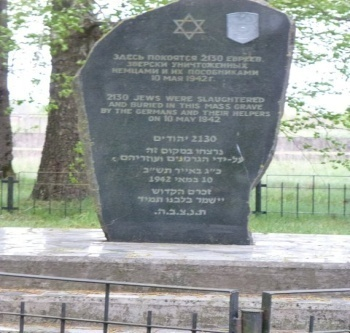 ЗДЕСЬ ПОКОЯТСЯ 2130 ЕВРЕЕВ,
ЗВЕРСКИ УНИЧТОЖЕННЫХ
НЕМЦАМИ И ИХ ПОСОБНИКАМИ
10 МАЯ 1942 Г.
2130 JEWS WERE SLAUGHTERED
AND BURIED IN THIS MASS GRAVE
BY THE GERMANS AND THEIR HELPERS
ON 10 MAY 1942
2130 יהודים
נרצחו במקום זה
על-ידי הגרמנים ועוזריהם
כ״ג באייר תש״ב
10 במאי 1942
זכרם הקדוש
יישמר בלבנו תמיד
ת.נ.צ.ב.ה.